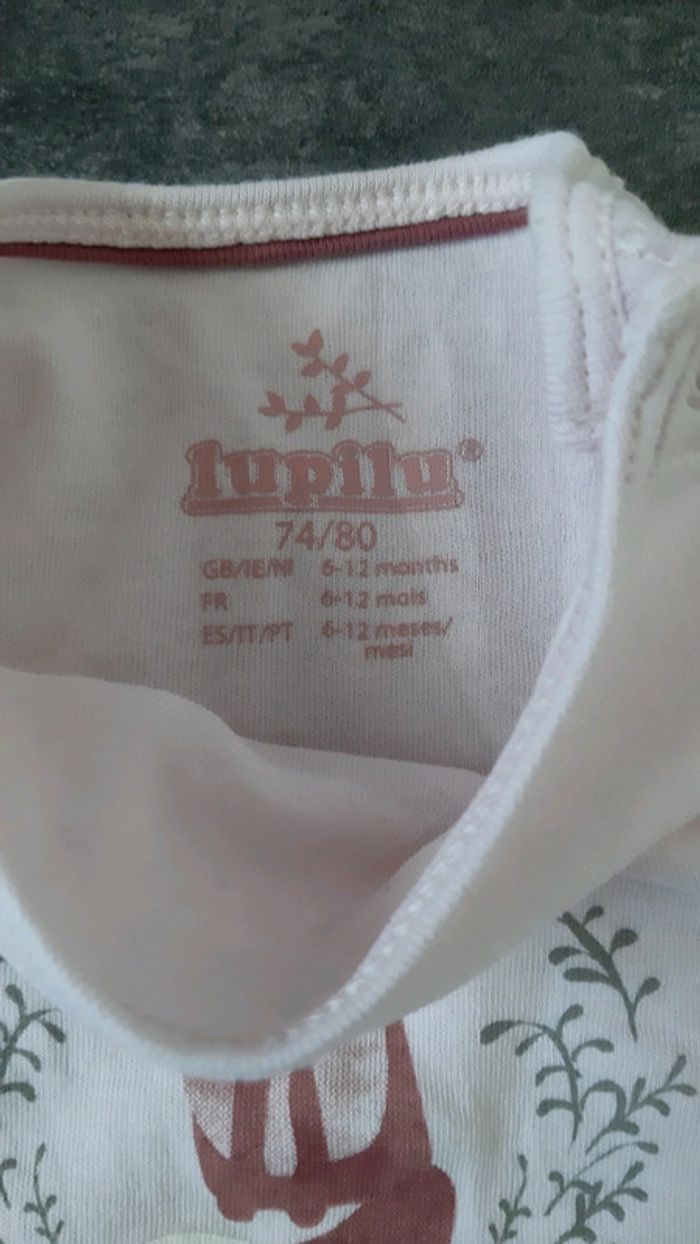 lupilu®
74/80
GB/IE/NI 6-12 months
FR 6-12 mois
ES/IT/PT 6-12 meses/
mesi